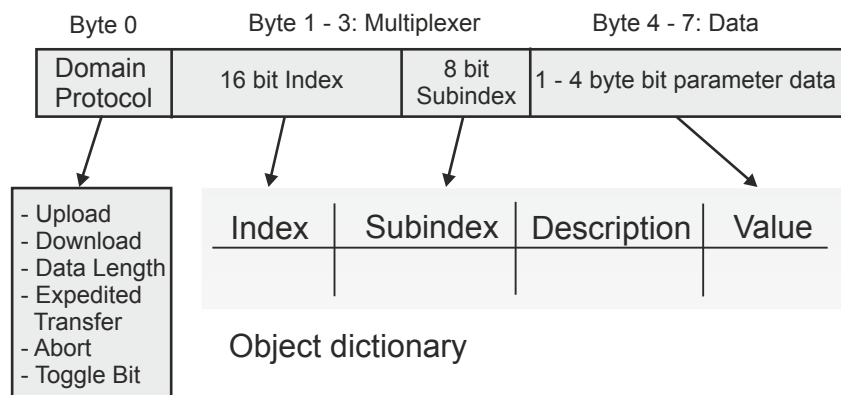 Byte 0
Byte 1 - 3: Multiplexer
Byte 4 - 7: Data
Domain
Protocol
16 bit Index
8 bit
Subindex
1 - 4 byte bit parameter data
- Upload
- Download
- Data Length
- Expedited
Transfer
- Abort
- Toggle Bit
Index
Subindex
Description
Value
Object dictionary